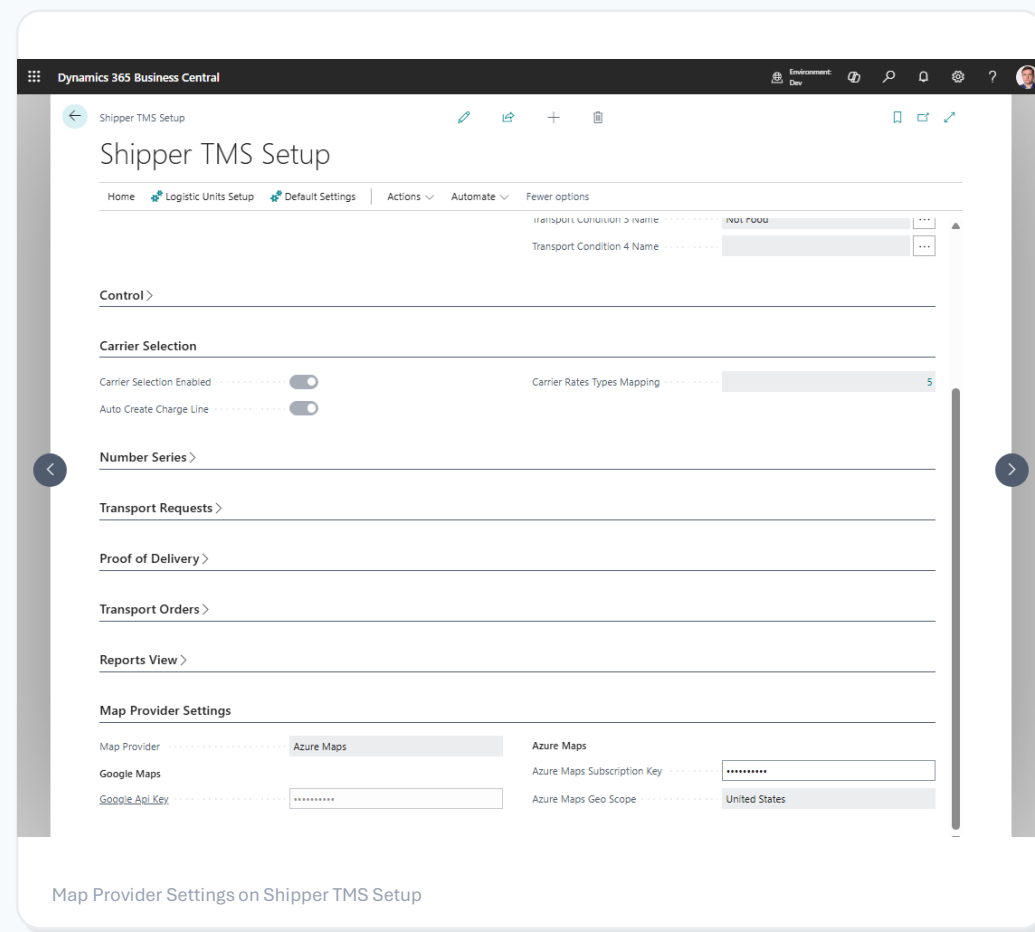 Dynamics 365 Business Central
Environment:
Dev
?
Shipper TMS Setup
Shipper TMS Setup
Home Logistic Units Setup Default Settings Actions Automate Fewer options
Transport Condition 3 Name Not Food ...
Transport Condition 4 Name ...
Control
Carrier Selection
Carrier Selection Enabled Carrier Rates Types Mapping 5
Auto Create Charge Line
Number Series
Transport Requests
Proof of Delivery
Transport Orders
Reports View
Map Provider Settings
Map Provider Azure Maps Azure Maps
Google Maps Azure Maps Subscription Key ••••••••••
Google Api Key •••••••••• Azure Maps Geo Scope United States
Map Provider Settings on Shipper TMS Setup